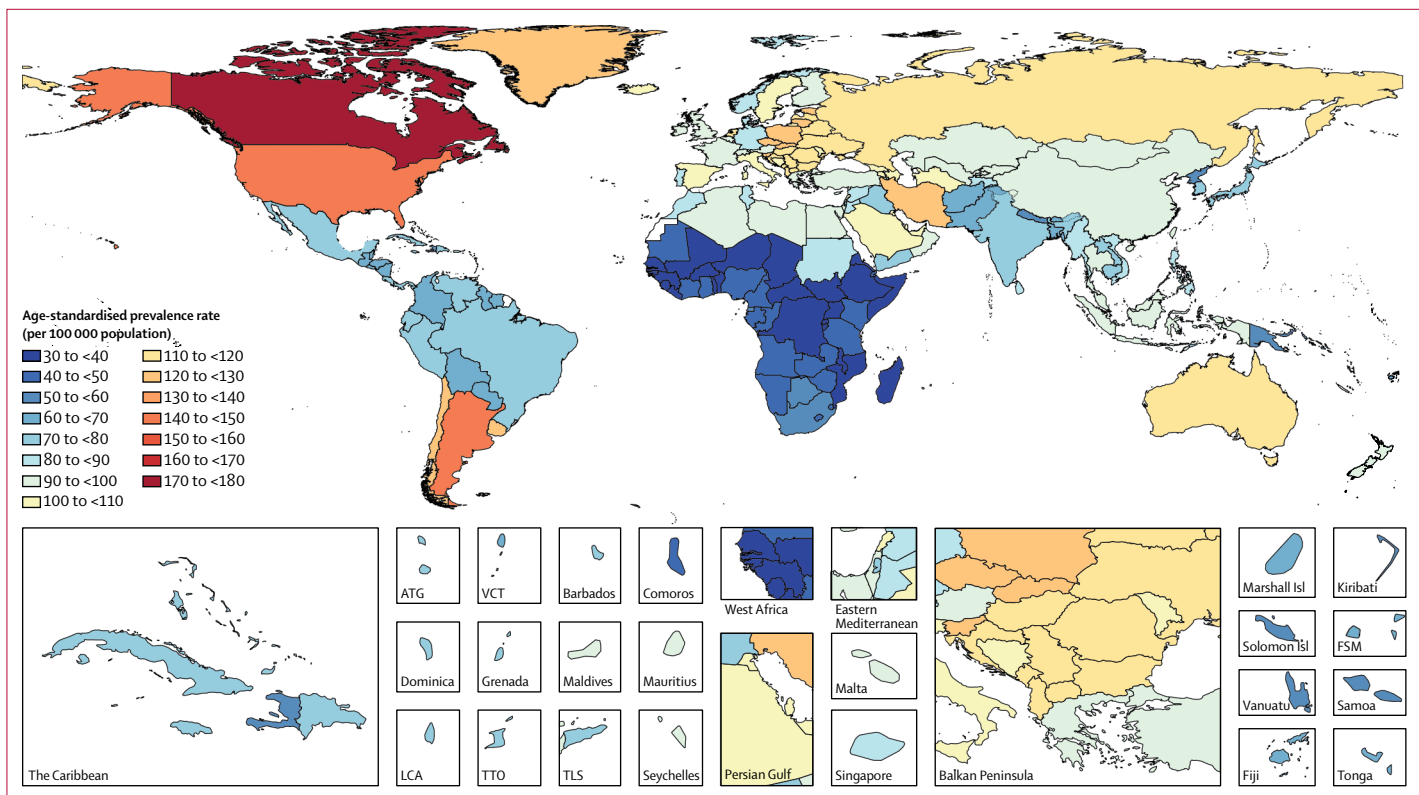 Age-standardised prevalence rate
(per 100 000 population)
30 to <40
40 to <50
50 to <60
60 to <70
70 to <80
80 to <90
90 to <100
100 to <110
110 to <120
120 to <130
130 to <140
140 to <150
150 to <160
160 to <170
170 to <180
The Caribbean
ATG
VCT
Barbados
Comoros
Dominica
Grenada
Maldives
Mauritius
LCA
TTO
TLS
Seychelles
West Africa
Eastern
Mediterranean
Persian Gulf
Malta
Singapore
Balkan Peninsula
Marshall Isl
Kiribati
Solomon Isl
FSM
Vanuatu
Samoa
Fiji
Tonga